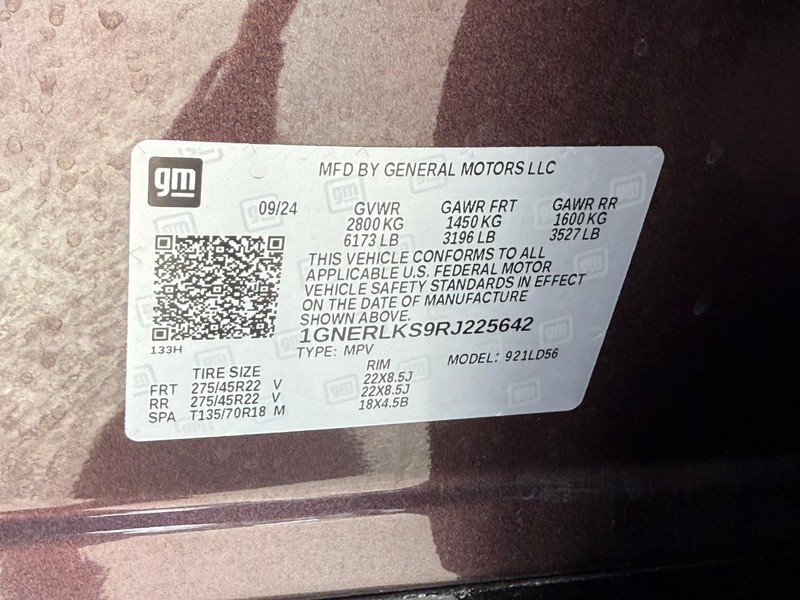 gm
MFD BY GENERAL MOTORS LLC
09/24 GVWR GAWR FRT GAWR RR
2800 KG 1450 KG 1600 KG
6173 LB 3196 LB 3527 LB
THIS VEHICLE CONFORMS TO ALL
APPLICABLE U.S. FEDERAL MOTOR
VEHICLE SAFETY STANDARDS IN EFFECT
ON THE DATE OF MANUFACTURE
SHOWN ABOVE.
1GNERLKS9RJ225642
133H
TYPE: MPV MODEL: 921LD56
TIRE SIZE RIM
FRT 275/45R22 V 22X8.5J
RR 275/45R22 V 22X8.5J
SPA T135/70R18 M 18X4.5B